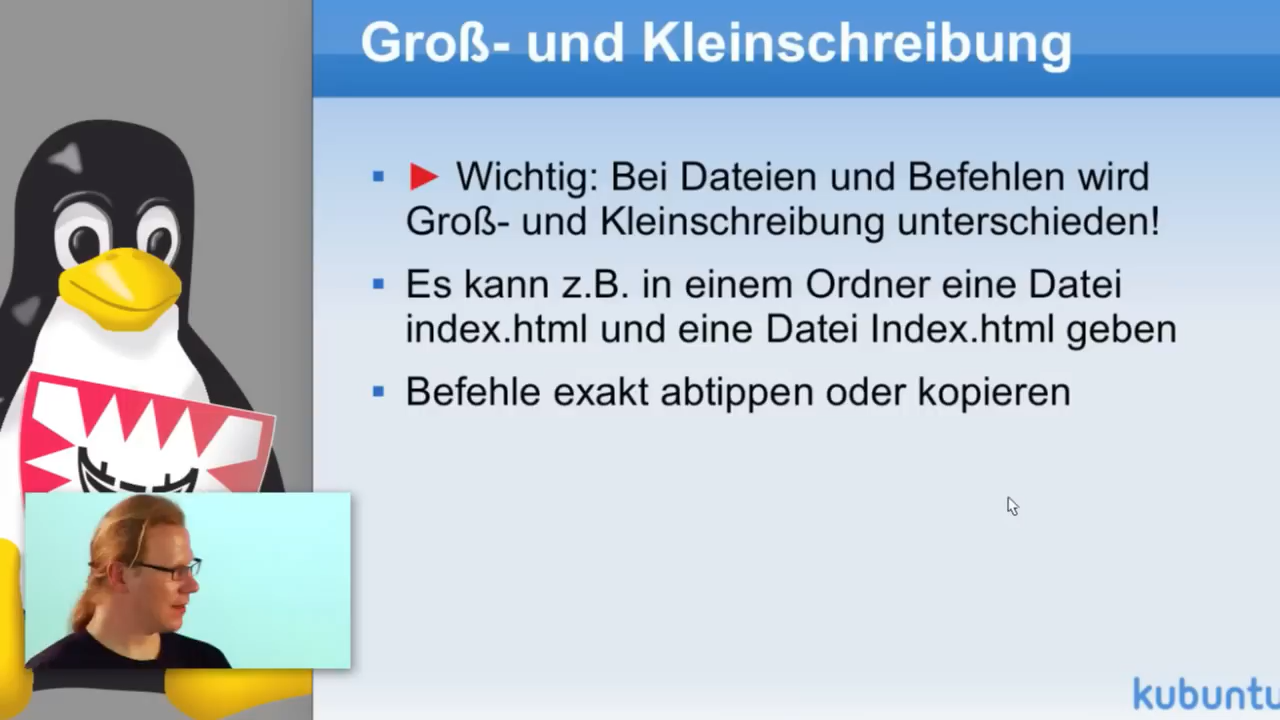 Groß- und Kleinschreibung
► Wichtig: Bei Dateien und Befehlen wird
Groß- und Kleinschreibung unterschieden!
Es kann z.B. in einem Ordner eine Datei
index.html und eine Datei Index.html geben
Befehle exakt abtippen oder kopieren
kubuntu